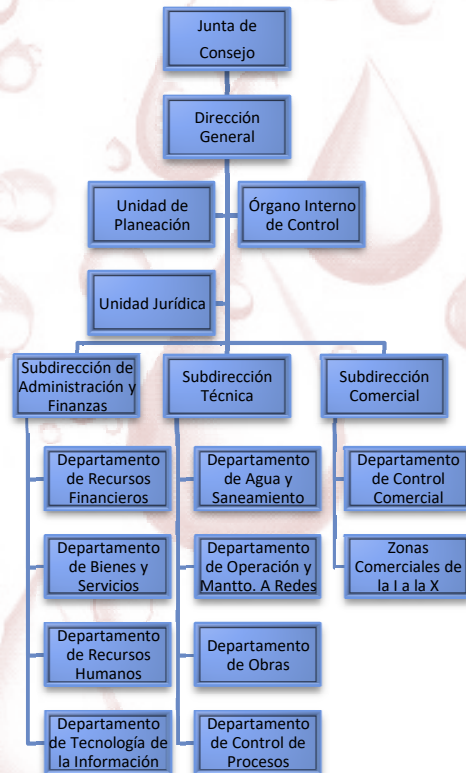 Junta de
Consejo
Dirección
General
Unidad de
Planeación
Órgano Interno
de Control
Unidad Jurídica
Subdirección de
Administración y
Finanzas
Subdirección
Técnica
Subdirección
Comercial
Departamento
de Recursos
Financieros
Departamento
de Agua y
Saneamiento
Departamento
de Control
Comercial
Departamento
de Bienes y
Servicios
Departamento
de Operación y
Mantto. A Redes
Zonas
Comerciales de
la I a la X
Departamento
de Recursos
Humanos
Departamento
de Obras
Departamento
de Tecnología de
la Información
Departamento
de Control de
Procesos